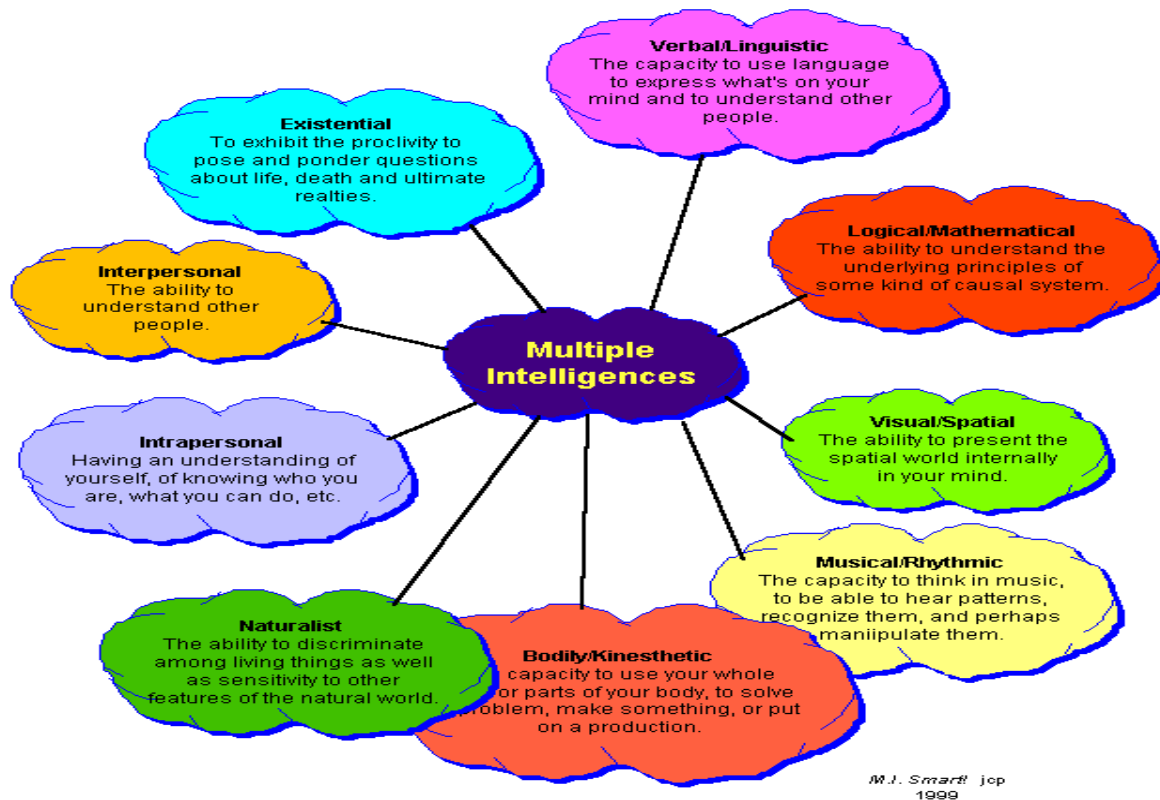 Verbal/Linguistic
The capacity to use language
to express what's on your
mind and to understand other
people.
Existential
To exhibit the proclivity to
pose and ponder questions
about life, death and ultimate
realties.
Logical/Mathematical
The ability to understand the
underlying principles of
some kind of causal system.
Interpersonal
The ability to
understand other
people.
Multiple
Intelligences
Visual/Spatial
The ability to present the
spatial world internally
in your mind.
Intrapersonal
Having an understanding of
yourself, of knowing who you
are, what you can do, etc.
Musical/Rhythmic
The capacity to think in music,
to be able to hear patterns,
recognize them, and perhaps
maniipulate them.
Naturalist
The ability to discriminate
among living things as well
as sensitivity to other
features of the natural world.
Bodily/Kinesthetic
capacity to use your whole
or parts of your body, to solve
problem, make something, or put
on a production.
M.I. Smart! jcp
1999